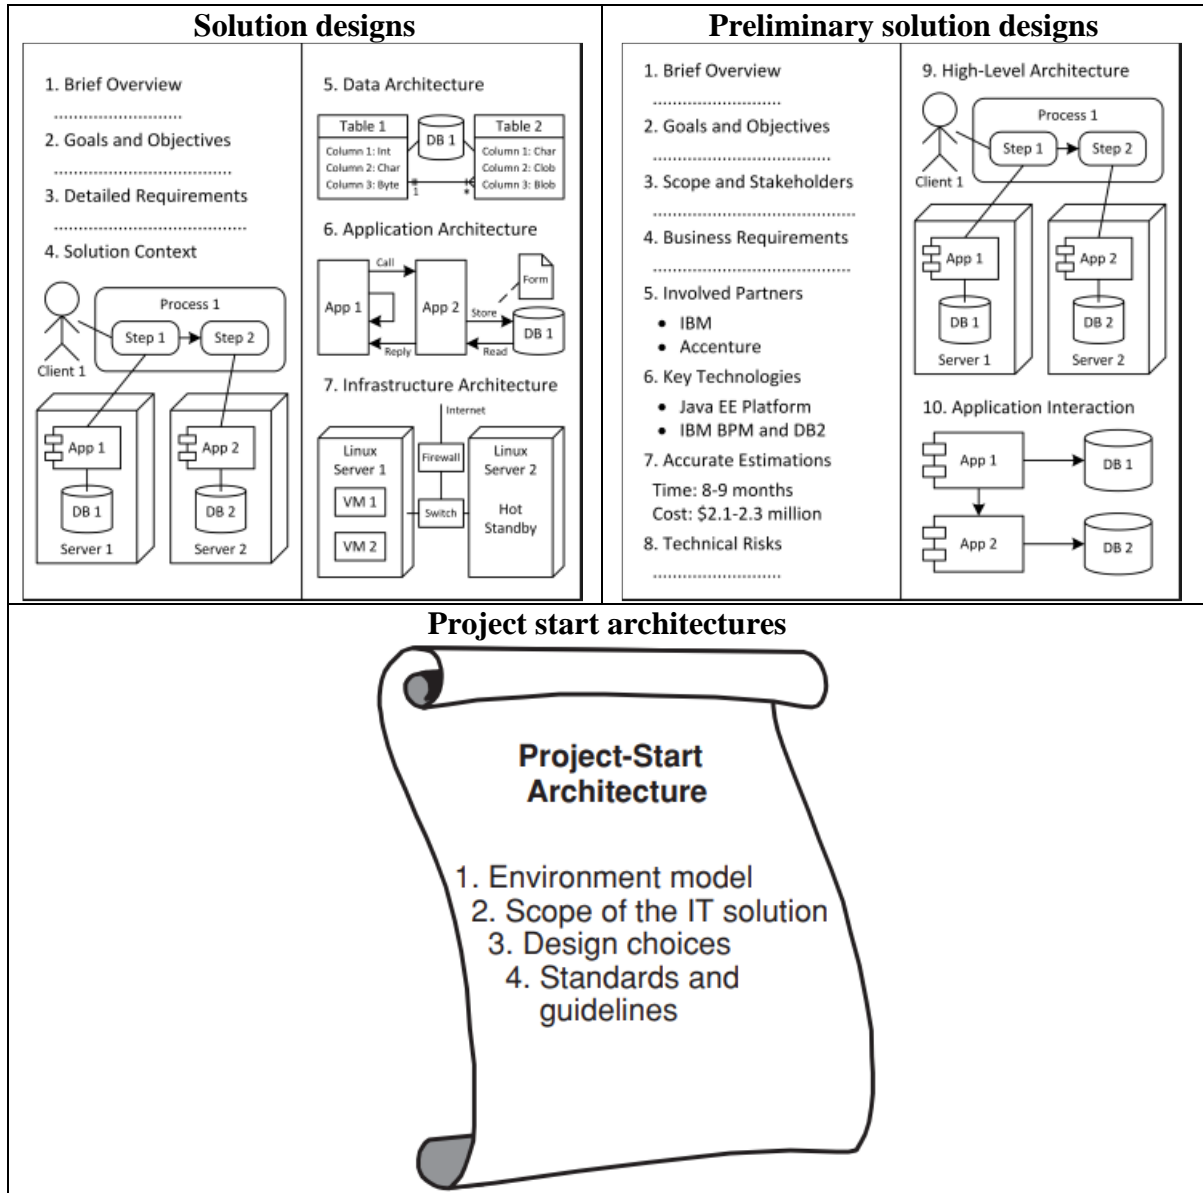 Solution designs
1. Brief Overview
..........................
2. Goals and Objectives
....................................
3. Detailed Requirements
.......................................
4. Solution Context
Process 1
Step 1
Step 2
Client 1
App 1
App 2
DB 1
DB 2
Server 1
Server 2
5. Data Architecture
Table 1
DB 1
Table 2
Column 1: Int
Column 2: Char
Column 3: Byte
1
*
Column 1: Char
Column 2: Clob
Column 3: Blob
6. Application Architecture
App 1
Call
Reply
App 2
Store
Read
Form
DB 1
7. Infrastructure Architecture
Internet
Linux
Server 1
VM 1
VM 2
Firewall
Switch
Linux
Server 2
Hot
Standby
Preliminary solution designs
1. Brief Overview
..........................
2. Goals and Objectives
....................................
3. Scope and Stakeholders
.........................................
4. Business Requirements
........................................
5. Involved Partners
• IBM
• Accenture
6. Key Technologies
• Java EE Platform
• IBM BPM and DB2
7. Accurate Estimations
Time: 8-9 months
Cost: $2.1-2.3 million
8. Technical Risks
..........................
9. High-Level Architecture
Process 1
Step 1
Step 2
Client 1
App 1
App 2
DB 1
DB 2
Server 1
Server 2
10. Application Interaction
App 1
DB 1
App 2
DB 2
Project start architectures
Project-Start
Architecture
1. Environment model
2. Scope of the IT solution
3. Design choices
4. Standards and
guidelines